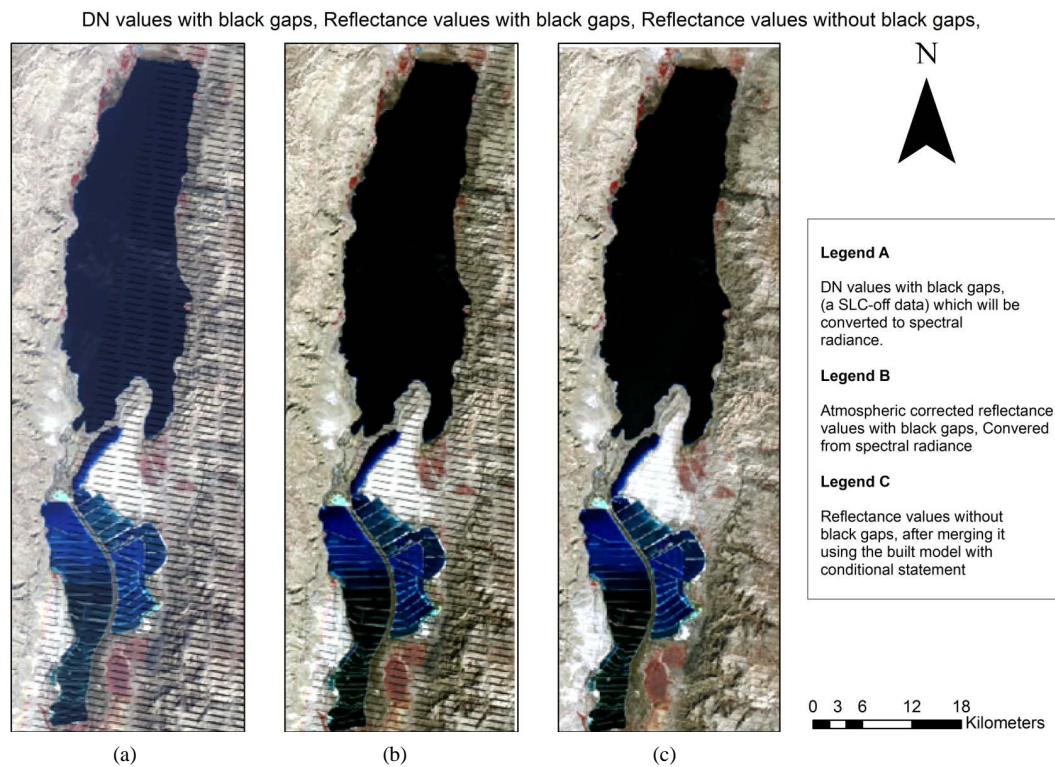 DN values with black gaps, Reflectance values with black gaps, Reflectance values without black gaps,
N
Legend A
DN values with black gaps,
(a SLC-off data) which will be
converted to spectral
radiance.
Legend B
Atmospheric corrected reflectance
values with black gaps, Convered
from spectral radiance
Legend C
Reflectance values without
black gaps, after merging it
using the built model with
conditional statement
0 3 6 12 18
Kilometers
(a) (b) (c)